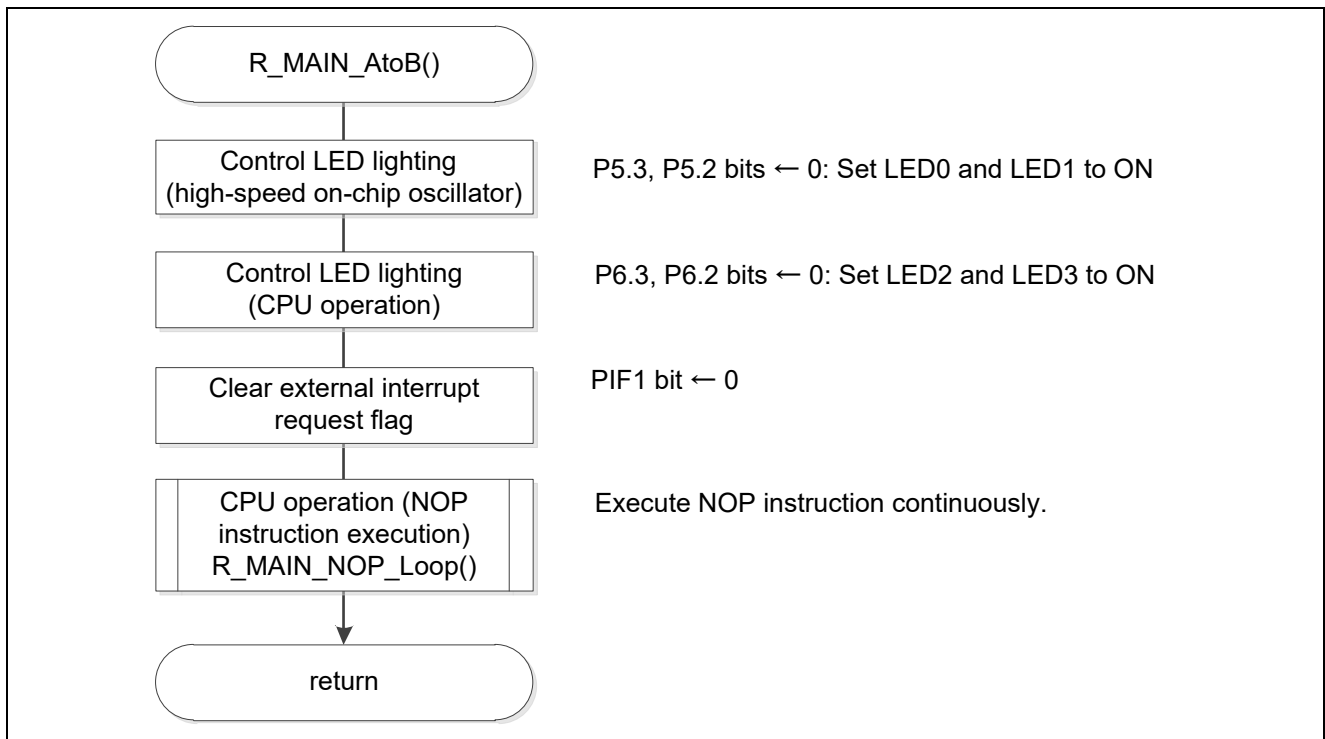 R_MAIN_AtoB()
Control LED lighting
(high-speed on-chip oscillator)
P5.3, P5.2 bits ← 0: Set LED0 and LED1 to ON
Control LED lighting
(CPU operation)
P6.3, P6.2 bits ← 0: Set LED2 and LED3 to ON
Clear external interrupt
request flag
PIF1 bit ← 0
CPU operation (NOP
instruction execution)
R_MAIN_NOP_Loop()
Execute NOP instruction continuously.
return